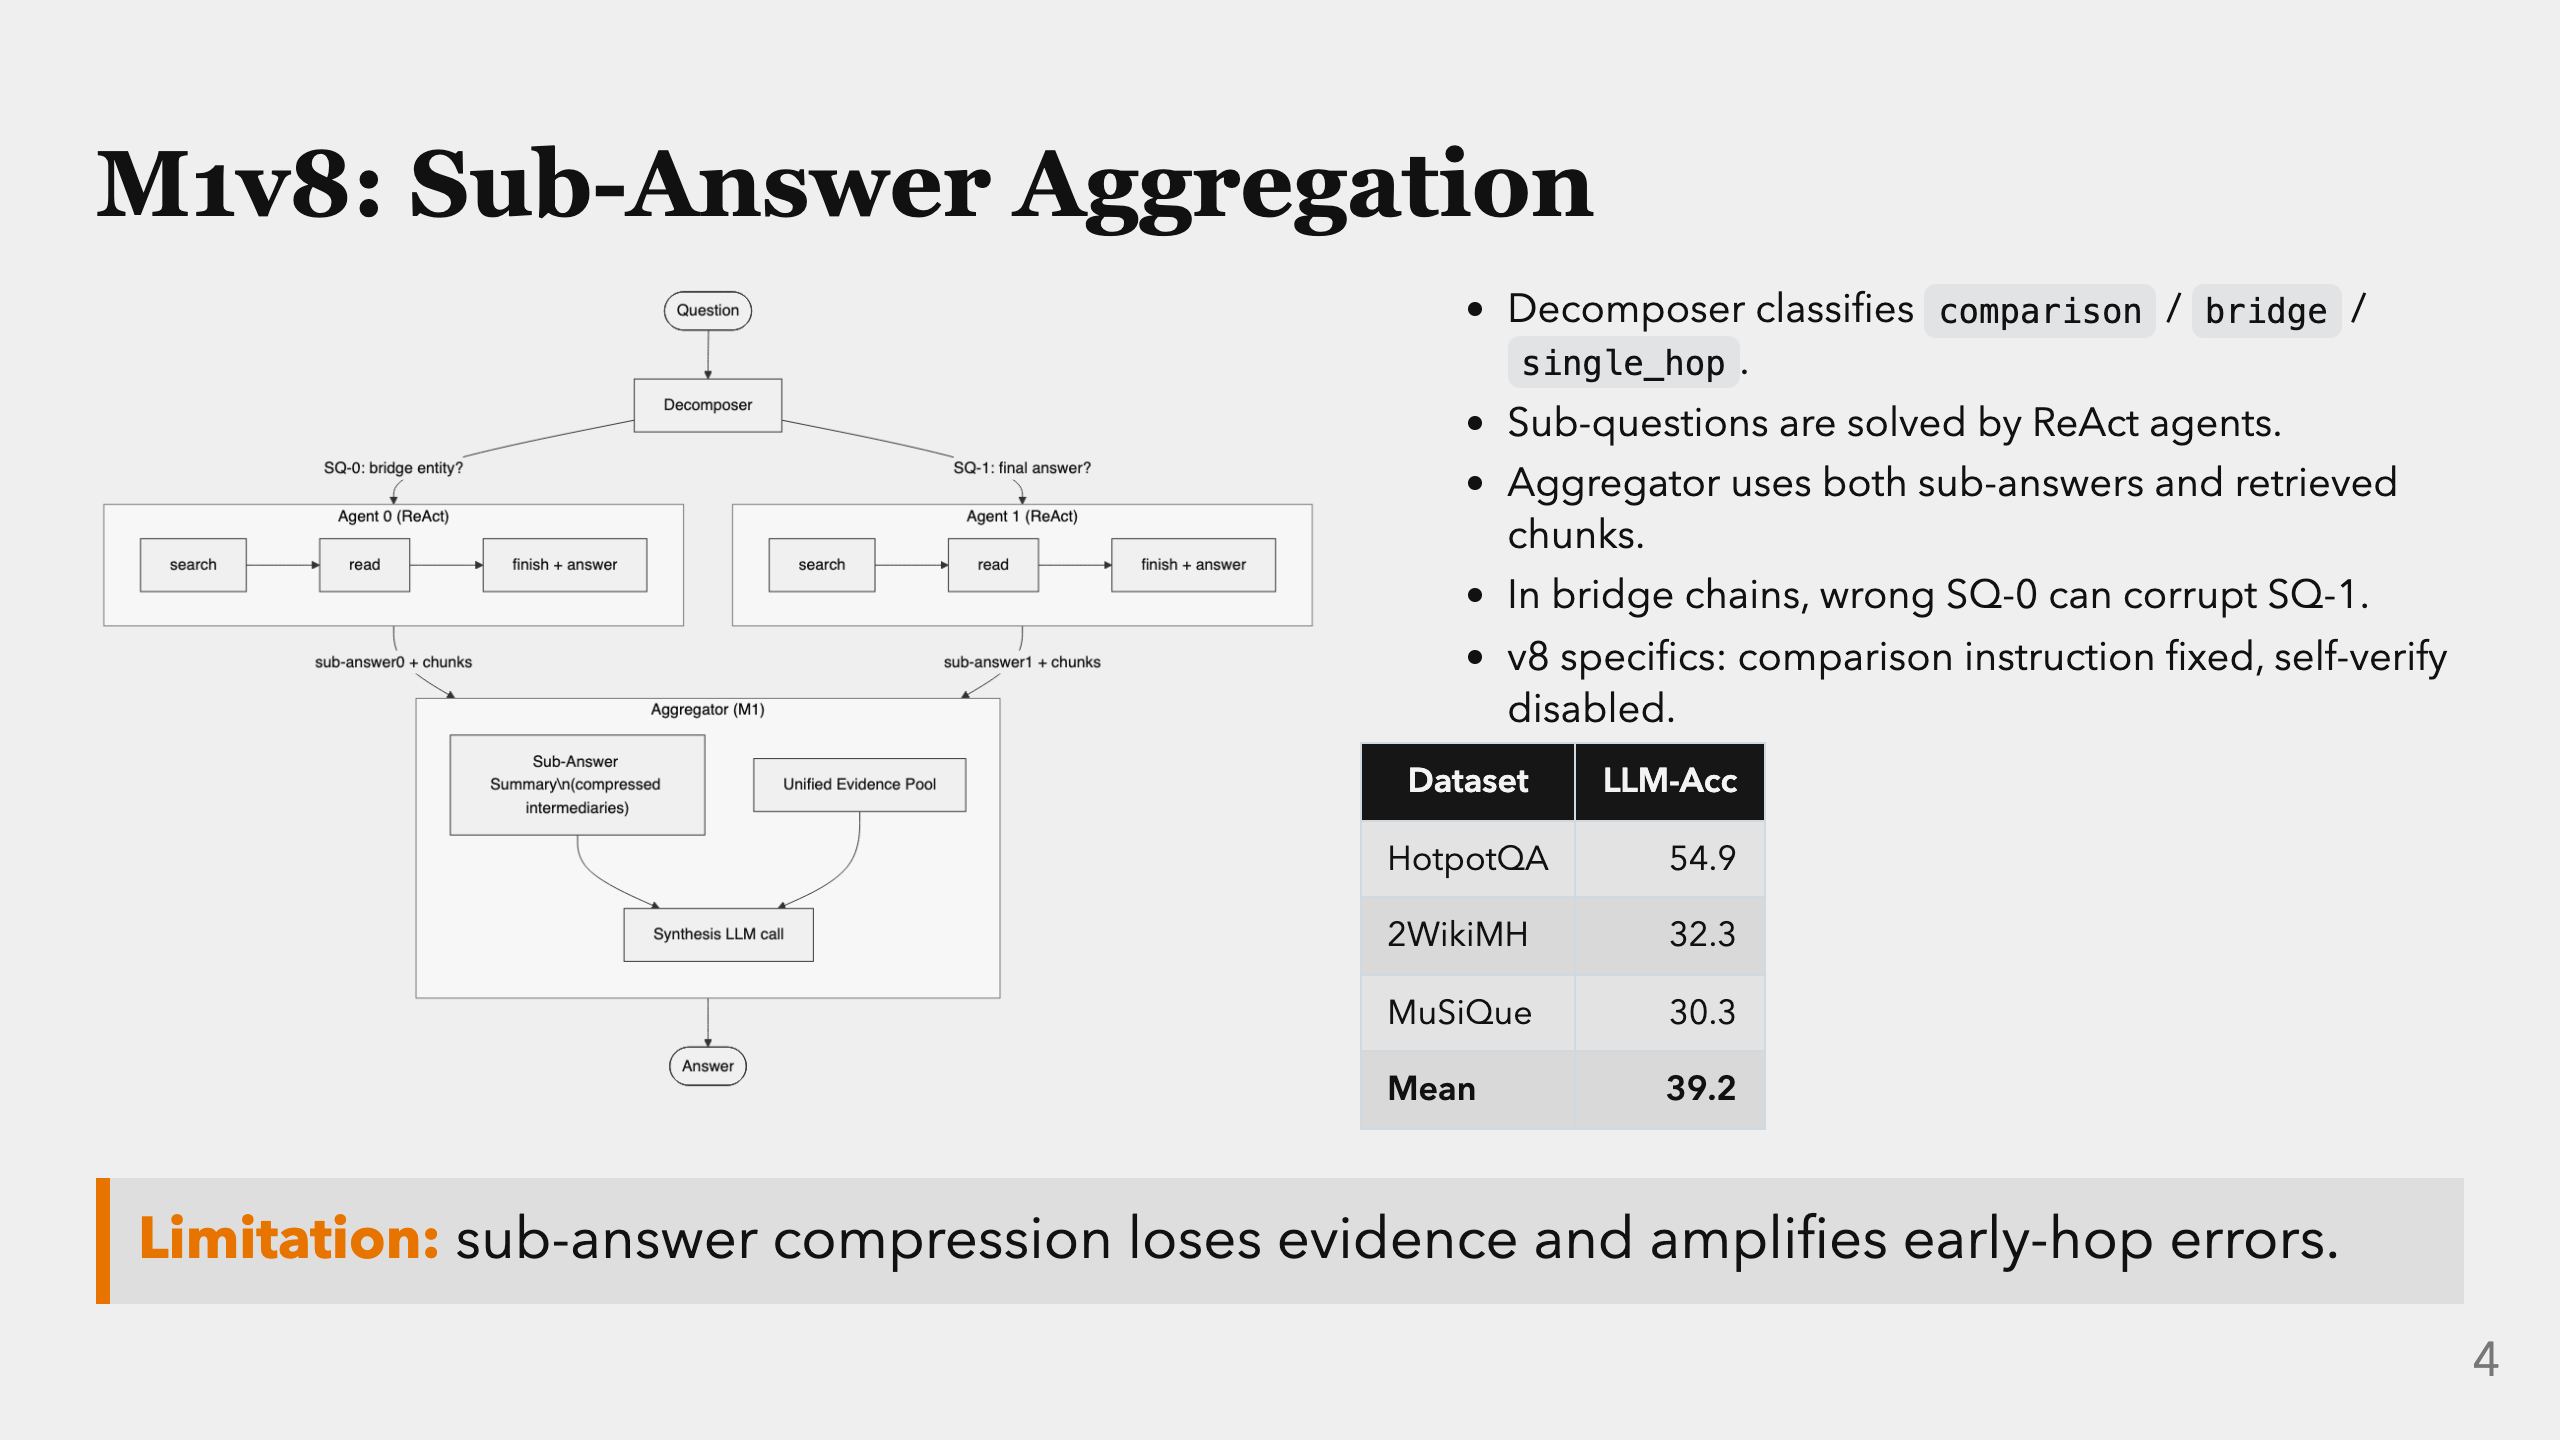 M1v8: Sub-Answer Aggregation
Question
Decomposer
SQ-0: bridge entity?
SQ-1: final answer?
Agent 0 (ReAct)
search
read
finish + answer
Agent 1 (ReAct)
search
read
finish + answer
sub-answer0 + chunks
sub-answer1 + chunks
Aggregator (M1)
Sub-Answer
Summary\n(compressed
intermediaries)
Unified Evidence Pool
Synthesis LLM call
Answer
• Decomposer classifies comparison / bridge /
single_hop.
• Sub-questions are solved by ReAct agents.
• Aggregator uses both sub-answers and retrieved
chunks.
• In bridge chains, wrong SQ-0 can corrupt SQ-1.
• v8 specifics: comparison instruction fixed, self-verify
disabled.
Dataset LLM-Acc
HotpotQA 54.9
2WikiMH 32.3
MuSiQue 30.3
Mean 39.2
Limitation: sub-answer compression loses evidence and amplifies early-hop errors.
4